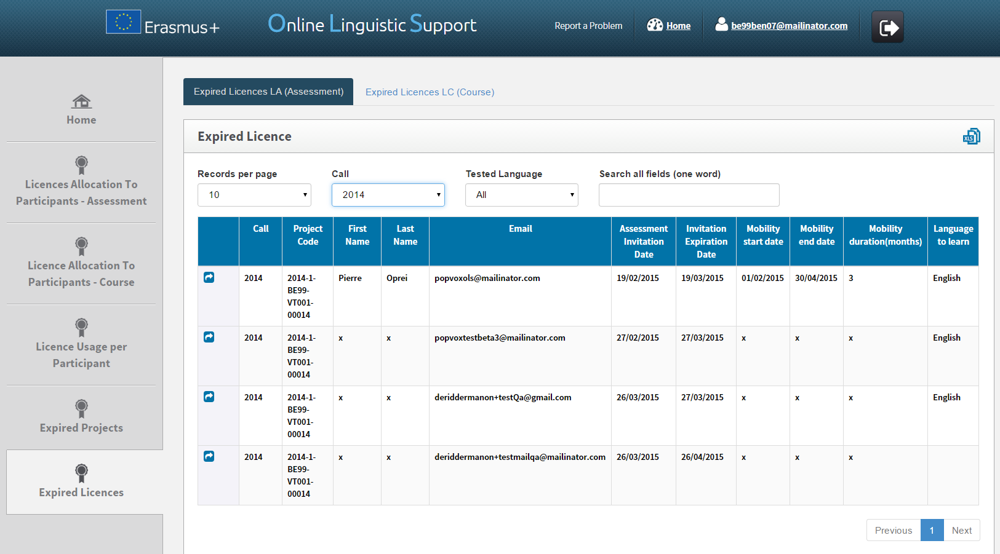 Erasmus+
Online Linguistic Support
Report a Problem
Home
be99ben07@mailinator.com
Home
Licences Allocation To
Participants - Assessment
Licence Allocation To
Participants - Course
Licence Usage per
Participant
Expired Projects
Expired Licences
Expired Licences LA (Assessment)
Expired Licences LC (Course)
Expired Licence
XLS
Records per page
Call
Tested Language
Search all fields (one word)
10
2014
All
Call
Project
Code
First
Name
Last
Name
Email
Assessment
Invitation
Date
Invitation
Expiration
Date
Mobility
start date
Mobility
end date
Mobility
duration(months)
Language
to learn
2014
2014-1-
BE99-
VT001-
00014
Pierre
Oprei
popvoxols@mailinator.com
19/02/2015
19/03/2015
01/02/2015
30/04/2015
3
English
2014
2014-1-
BE99-
VT001-
00014
x
x
popvoxtestbeta3@mailinator.com
27/02/2015
27/03/2015
x
x
x
English
2014
2014-1-
BE99-
VT001-
00014
x
x
deriddermanon+testQa@gmail.com
26/03/2015
27/03/2015
x
x
x
English
2014
2014-1-
BE99-
VT001-
00014
x
x
deriddermanon+testmailqa@mailinator.com
26/03/2015
26/04/2015
x
x
x
Previous
1
Next